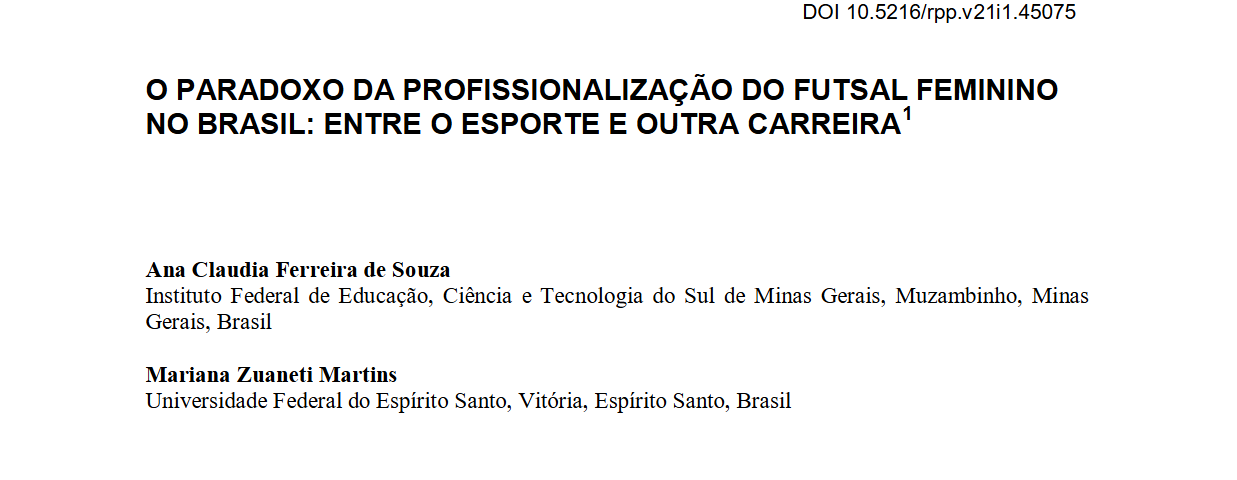 DOI 10.5216/rpp.v21i1.45075
O PARADOXO DA PROFISSIONALIZAÇÃO DO FUTSAL FEMININO
NO BRASIL: ENTRE O ESPORTE E OUTRA CARREIRA¹
Ana Claudia Ferreira de Souza
Instituto Federal de Educação, Ciência e Tecnologia do Sul de Minas Gerais, Muzambinho, Minas
Gerais, Brasil
Mariana Zuaneti Martins
Universidade Federal do Espírito Santo, Vitória, Espírito Santo, Brasil